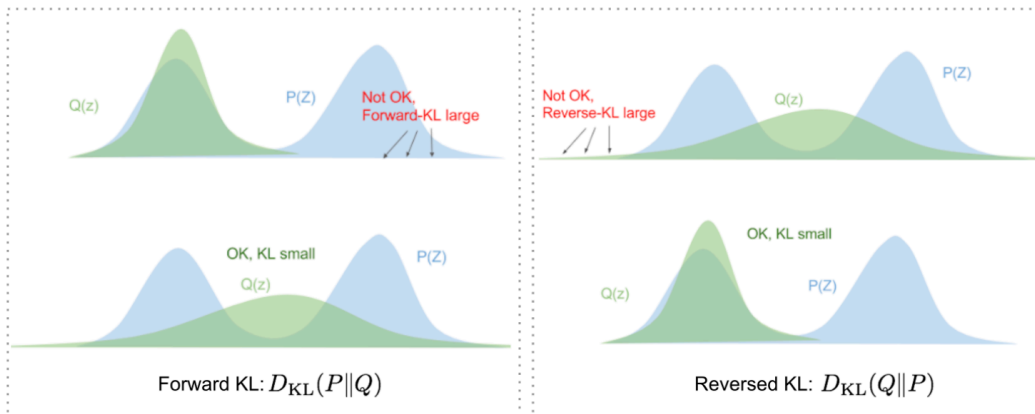 Q(z)
P(Z)
Not OK,
Forward-KL large
OK, KL small
Q(z)
P(Z)
Forward KL: D_KL(P‖Q)
Not OK,
Reverse-KL large
Q(z)
P(Z)
OK, KL small
Q(z)
P(Z)
Reversed KL: D_KL(Q‖P)